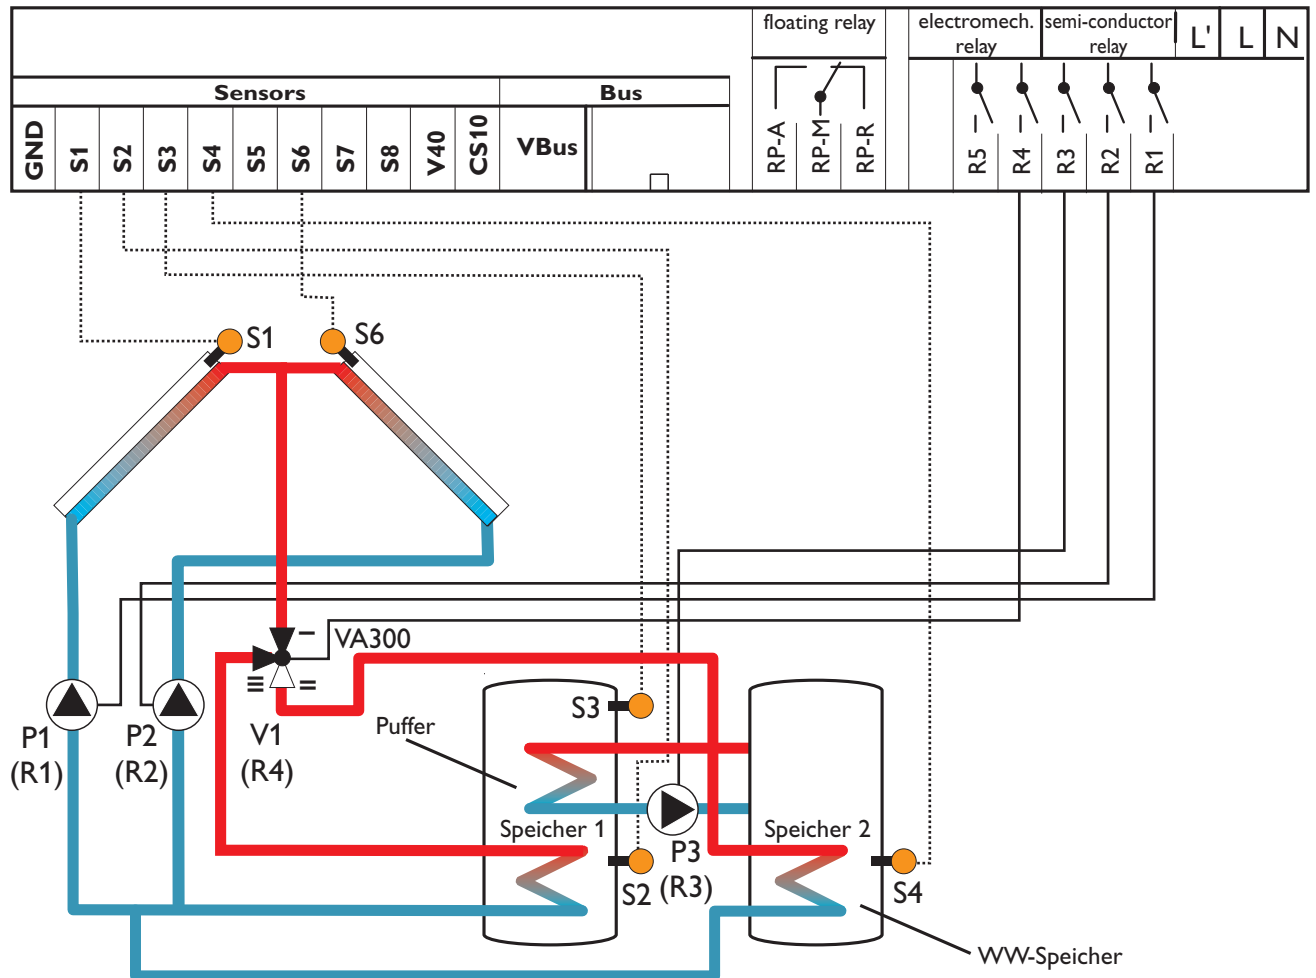 floating relay
electromech.
relay
semi-conductor
relay
L'
L
N
Sensors
Bus
GND
S1
S2
S3
S4
S5
S6
S7
S8
V40
CS10
VBus
RP-A
RP-M
RP-R
R5
R4
R3
R2
R1
S1
S6
VA300
P1
(R1)
P2
(R2)
V1
(R4)
Puffer
S3
Speicher 1
Speicher 2
P3
(R3)
S2
S4
WW-Speicher